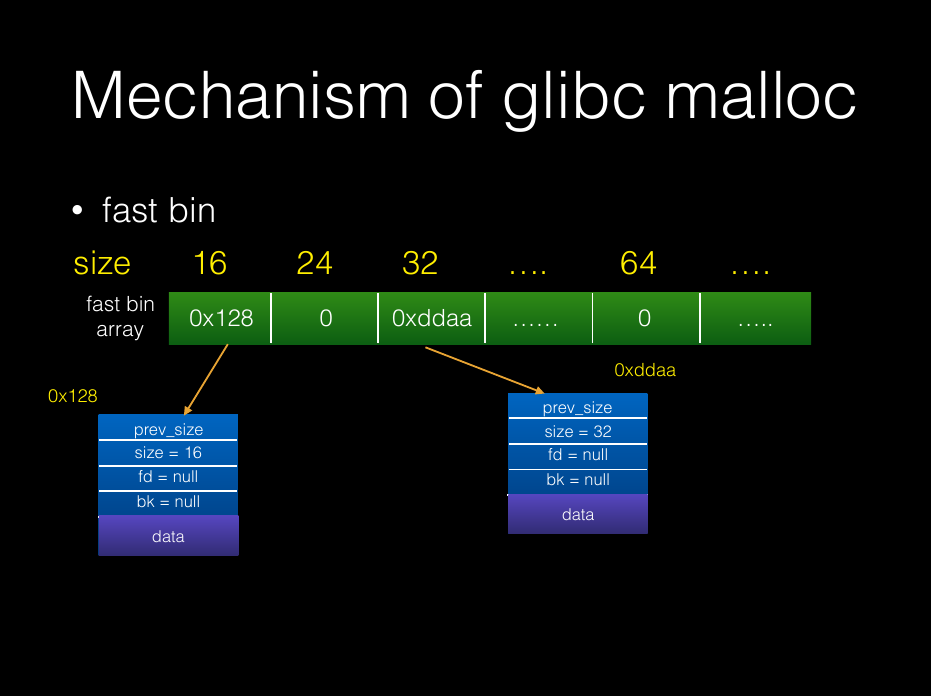 Mechanism of glibc malloc
• fast bin
size 16 24 32 .... 64 ....
fast bin
array
0x128 0 0xddaa ...... 0 .....
0xddaa
0x128
prev_size
size = 16
fd = null
bk = null
data
prev_size
size = 32
fd = null
bk = null
data